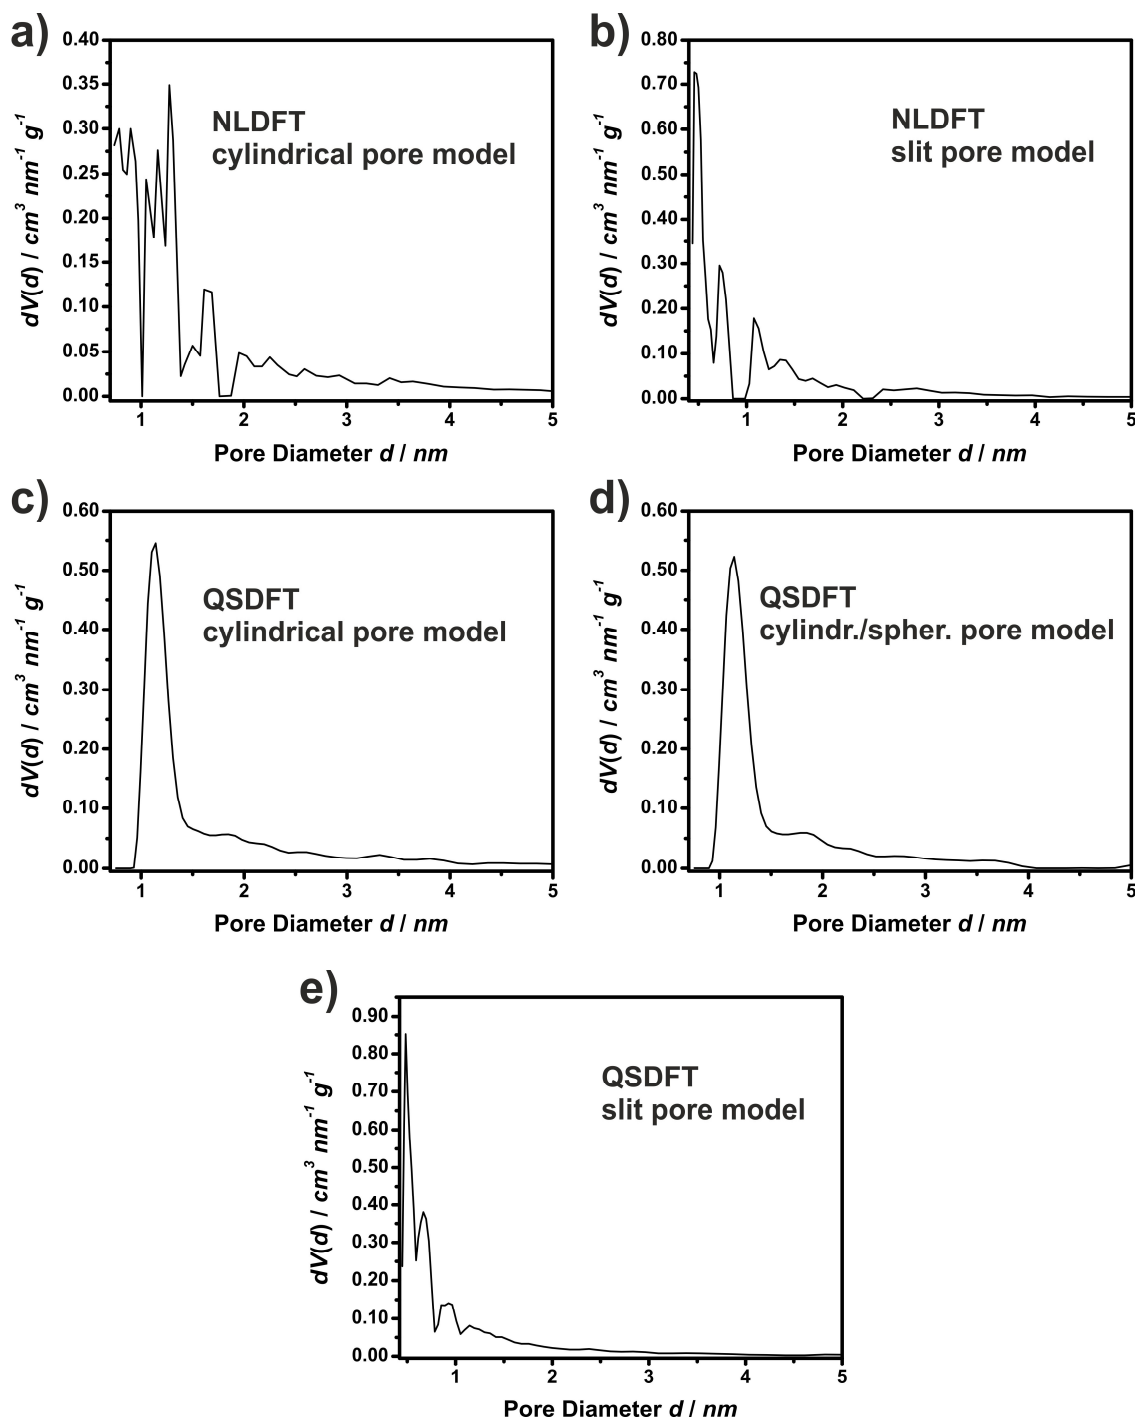 a)
0.40
0.35
0.30
0.25
0.20
0.15
0.10
0.05
0.00
dV(d) / cm³ nm⁻¹ g⁻¹
NLDFT
cylindrical pore model
1 2 3 4 5
Pore Diameter d / nm
b)
0.80
0.70
0.60
0.50
0.40
0.30
0.20
0.10
0.00
dV(d) / cm³ nm⁻¹ g⁻¹
NLDFT
slit pore model
1 2 3 4 5
Pore Diameter d / nm
c)
0.60
0.50
0.40
0.30
0.20
0.10
0.00
dV(d) / cm³ nm⁻¹ g⁻¹
QSDFT
cylindrical pore model
1 2 3 4 5
Pore Diameter d / nm
d)
0.60
0.50
0.40
0.30
0.20
0.10
0.00
dV(d) / cm³ nm⁻¹ g⁻¹
QSDFT
cylindr./spher. pore model
1 2 3 4 5
Pore Diameter d / nm
e)
0.90
0.80
0.70
0.60
0.50
0.40
0.30
0.20
0.10
0.00
dV(d) / cm³ nm⁻¹ g⁻¹
QSDFT
slit pore model
1 2 3 4 5
Pore Diameter d / nm